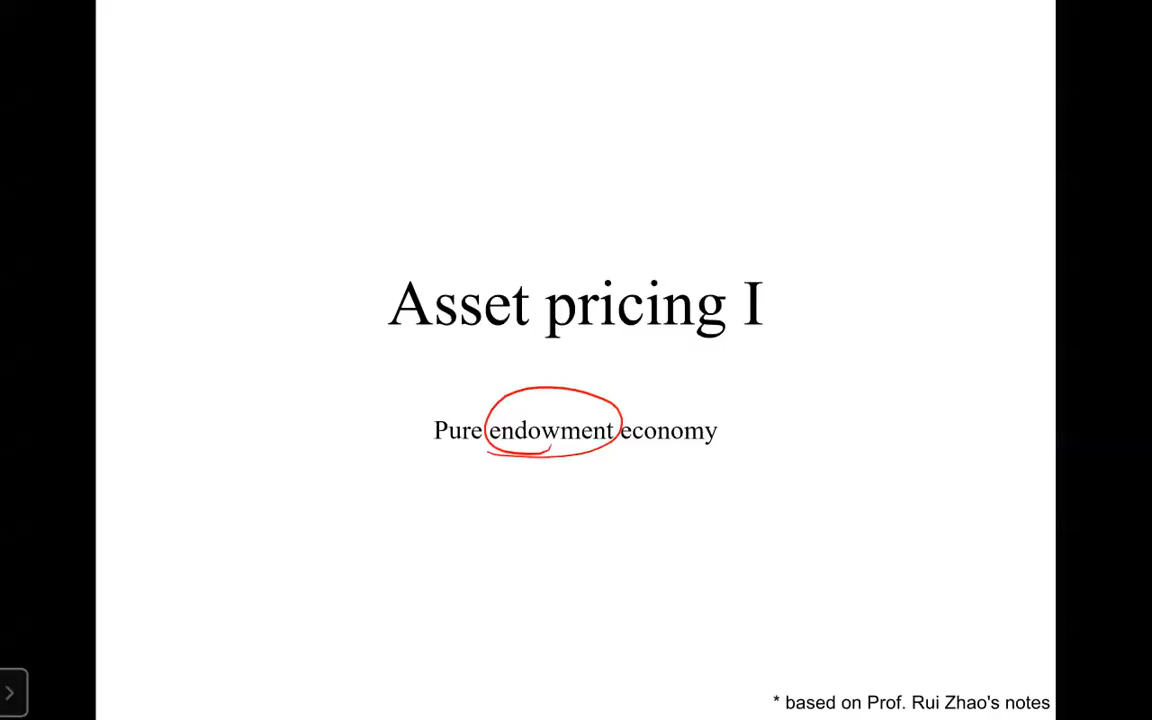 Asset pricing I
Pure endowment economy
* based on Prof. Rui Zhao's notes